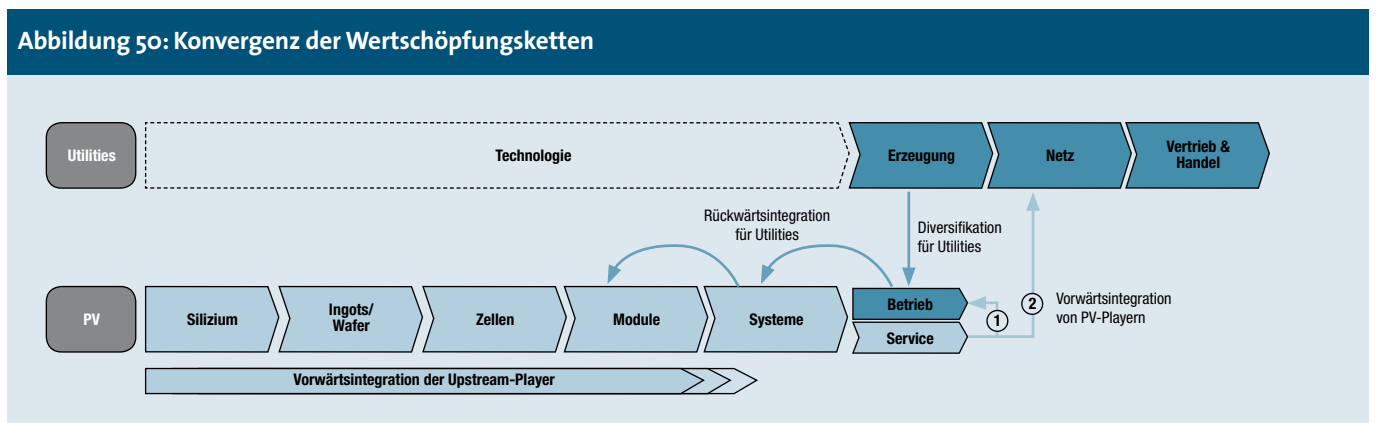 Abbildung 50: Konvergenz der Wertschöpfungsketten
Utilities
Technologie
Erzeugung
Netz
Vertrieb &
Handel
Rückwärtsintegration
für Utilities
Diversifikation
für Utilities
PV
Silizium
Ingots/
Wafer
Zellen
Module
Systeme
Betrieb
Service
1
2
Vorwärtsintegration
von PV-Playern
Vorwärtsintegration der Upstream-Player